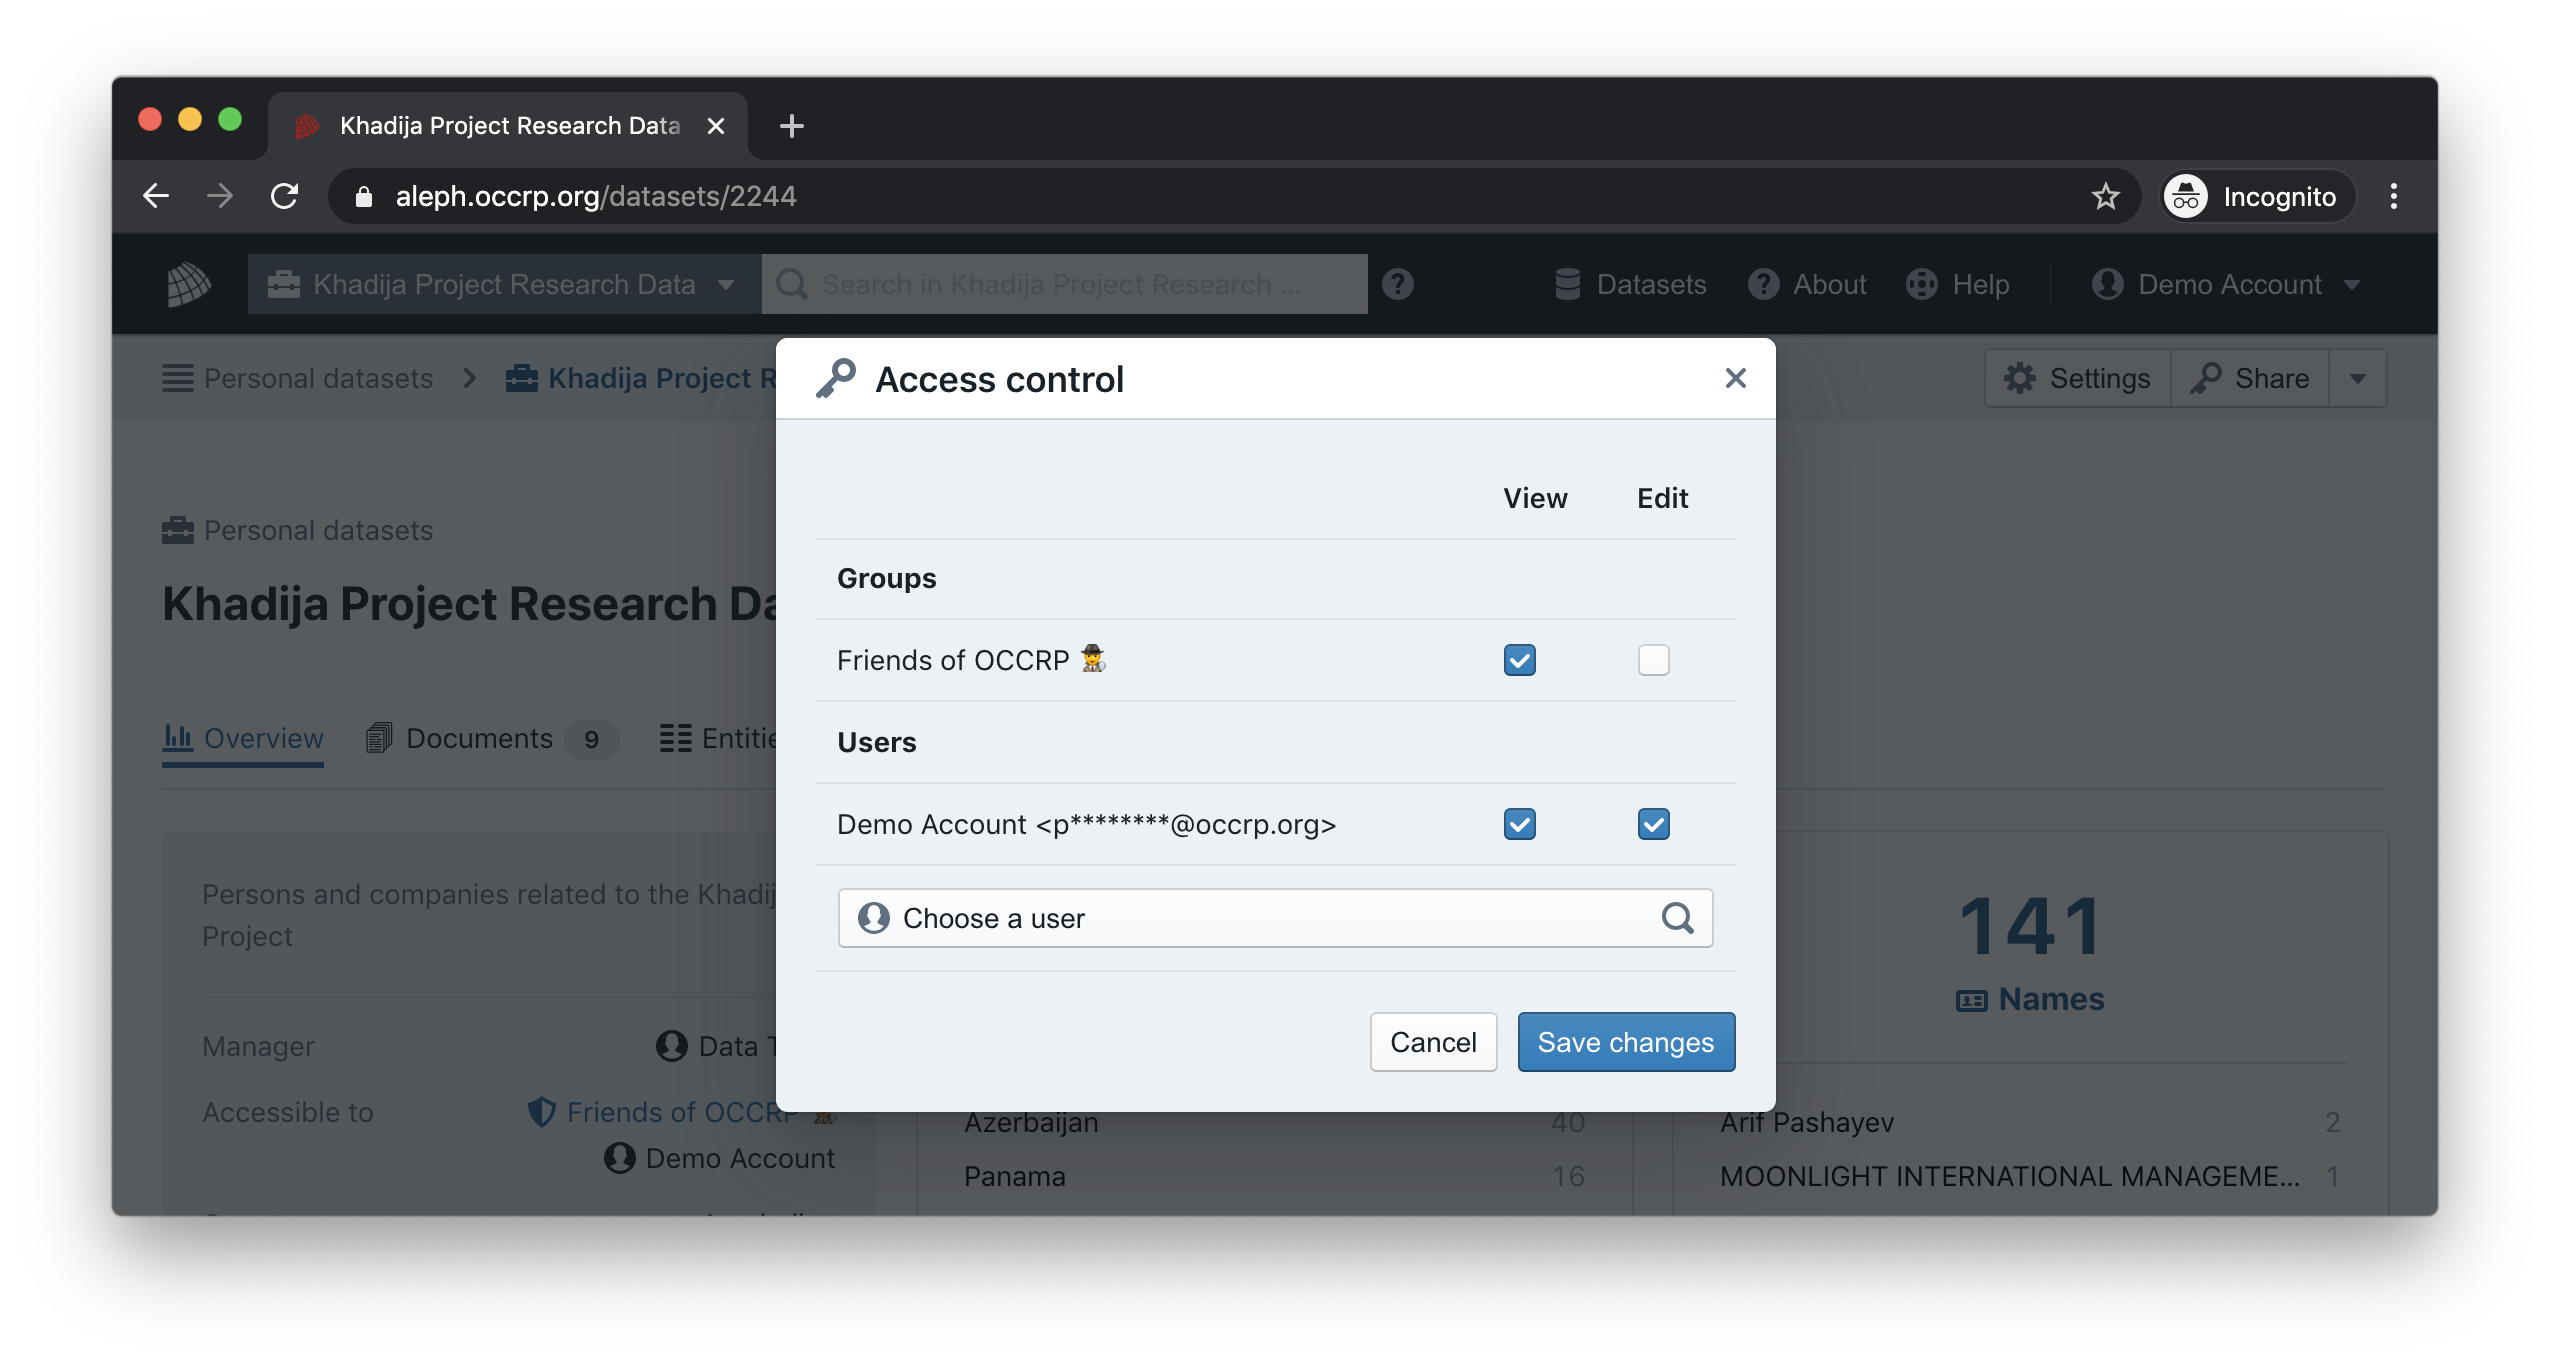 Khadija Project Research Data
aleph.occrp.org/datasets/2244
Incognito
Khadija Project Research Data
Search in Khadija Project Research ...
Datasets
About
Help
Demo Account
Personal datasets
Khadija Project R
Settings
Share
Access control
View
Edit
Groups
Friends of OCCRP 🕵️
Users
Demo Account <p********@occrp.org>
Choose a user
Cancel
Save changes
Personal datasets
Khadija Project Research Da
Overview
Documents 9
Entitie
Persons and companies related to the Khadij
Project
Manager
Data T
Accessible to
Friends of OCCRP
Demo Account
Azerbaijan 40
Panama 16
141
Names
Arif Pashayev 2
MOONLIGHT INTERNATIONAL MANAGEME... 1